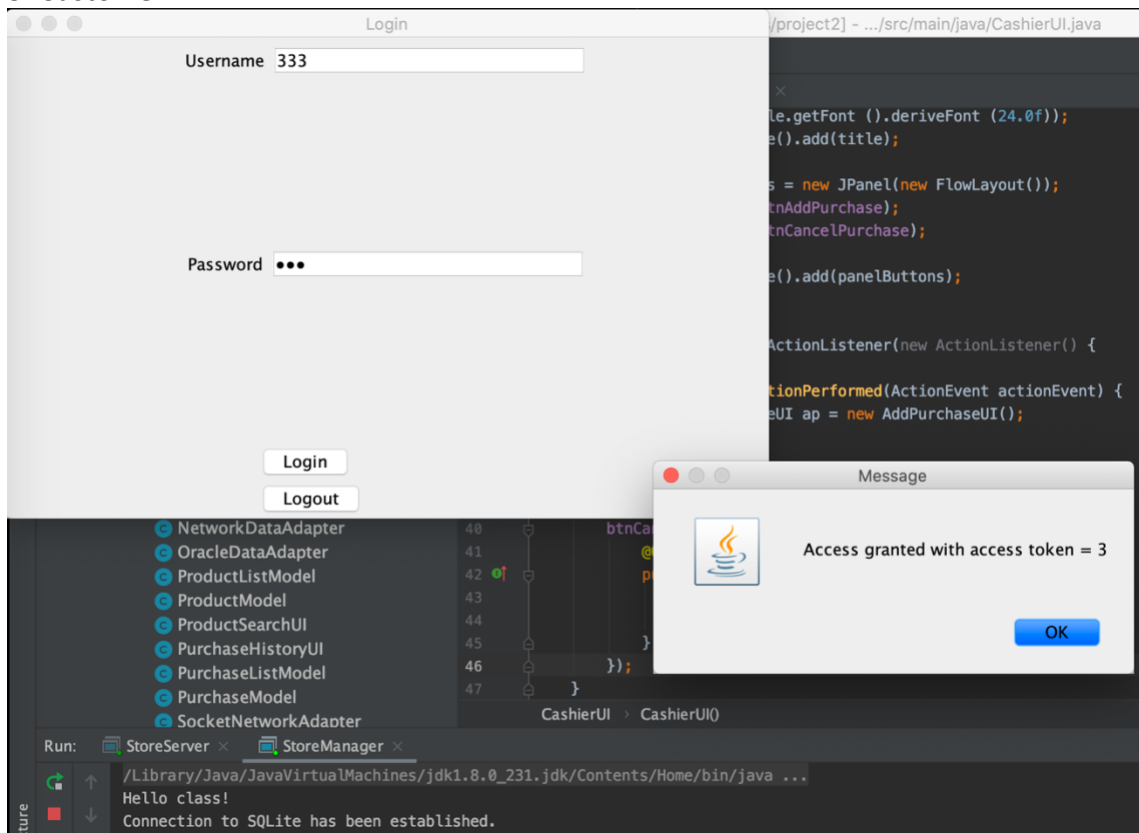 Login
/project2] - .../src/main/java/CashierUI.java
Username 333
le.getFont ().deriveFont (24.0f));
e().add(title);
s = new JPanel(new FlowLayout());
tnAddPurchase);
tnCancelPurchase);
Password •••
e().add(panelButtons);
ActionListener(new ActionListener() {
tionPerformed(ActionEvent actionEvent) {
eUI ap = new AddPurchaseUI();
Login
Logout
Message
Access granted with access token = 3
OK
NetworkDataAdapter
OracleDataAdapter
ProductListModel
ProductModel
ProductSearchUI
PurchaseHistoryUI
PurchaseListModel
PurchaseModel
SocketNetworkAdapter
40 btnCa
41 @
42 p
43
44
45 }
46 });
47 }
CashierUI › CashierUI()
Run: StoreServer × StoreManager ×
/Library/Java/JavaVirtualMachines/jdk1.8.0_231.jdk/Contents/Home/bin/java ...
Hello class!
Connection to SQLite has been established.
ture